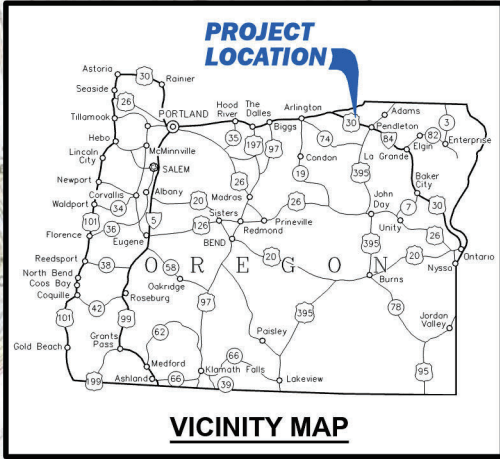 PROJECT
LOCATION
Astoria
30
Rainier
Seaside
26
Tillamook
PORTLAND
Hood
River
The
Dalles
Arlington
Adams
3
30
Pendleton
Biggs
Hebo
McMinnville
35
197
97
74
84
82
Enterprise
Elgin
Lincoln
City
SALEM
Condon
La Grande
Newport
Albany
26
19
395
Baker
City
Corvallis
20
Madras
John
Day
7
30
Waldport
34
Sisters
26
Unity
101
5
126
Redmond
Prineville
26
Florence
36
Eugene
BEND
395
Ontario
Reedsport
38
OREGON
58
20
20
Nyssa
North Bend
Oakridge
Burns
Coos Bay
97
78
Coquille
42
Roseburg
Jordan
Valley
101
99
395
62
Paisley
Gold Beach
Grants
Pass
66
95
Medford
Klamath Falls
199
Ashland
66
39
Lakeview
VICINITY MAP